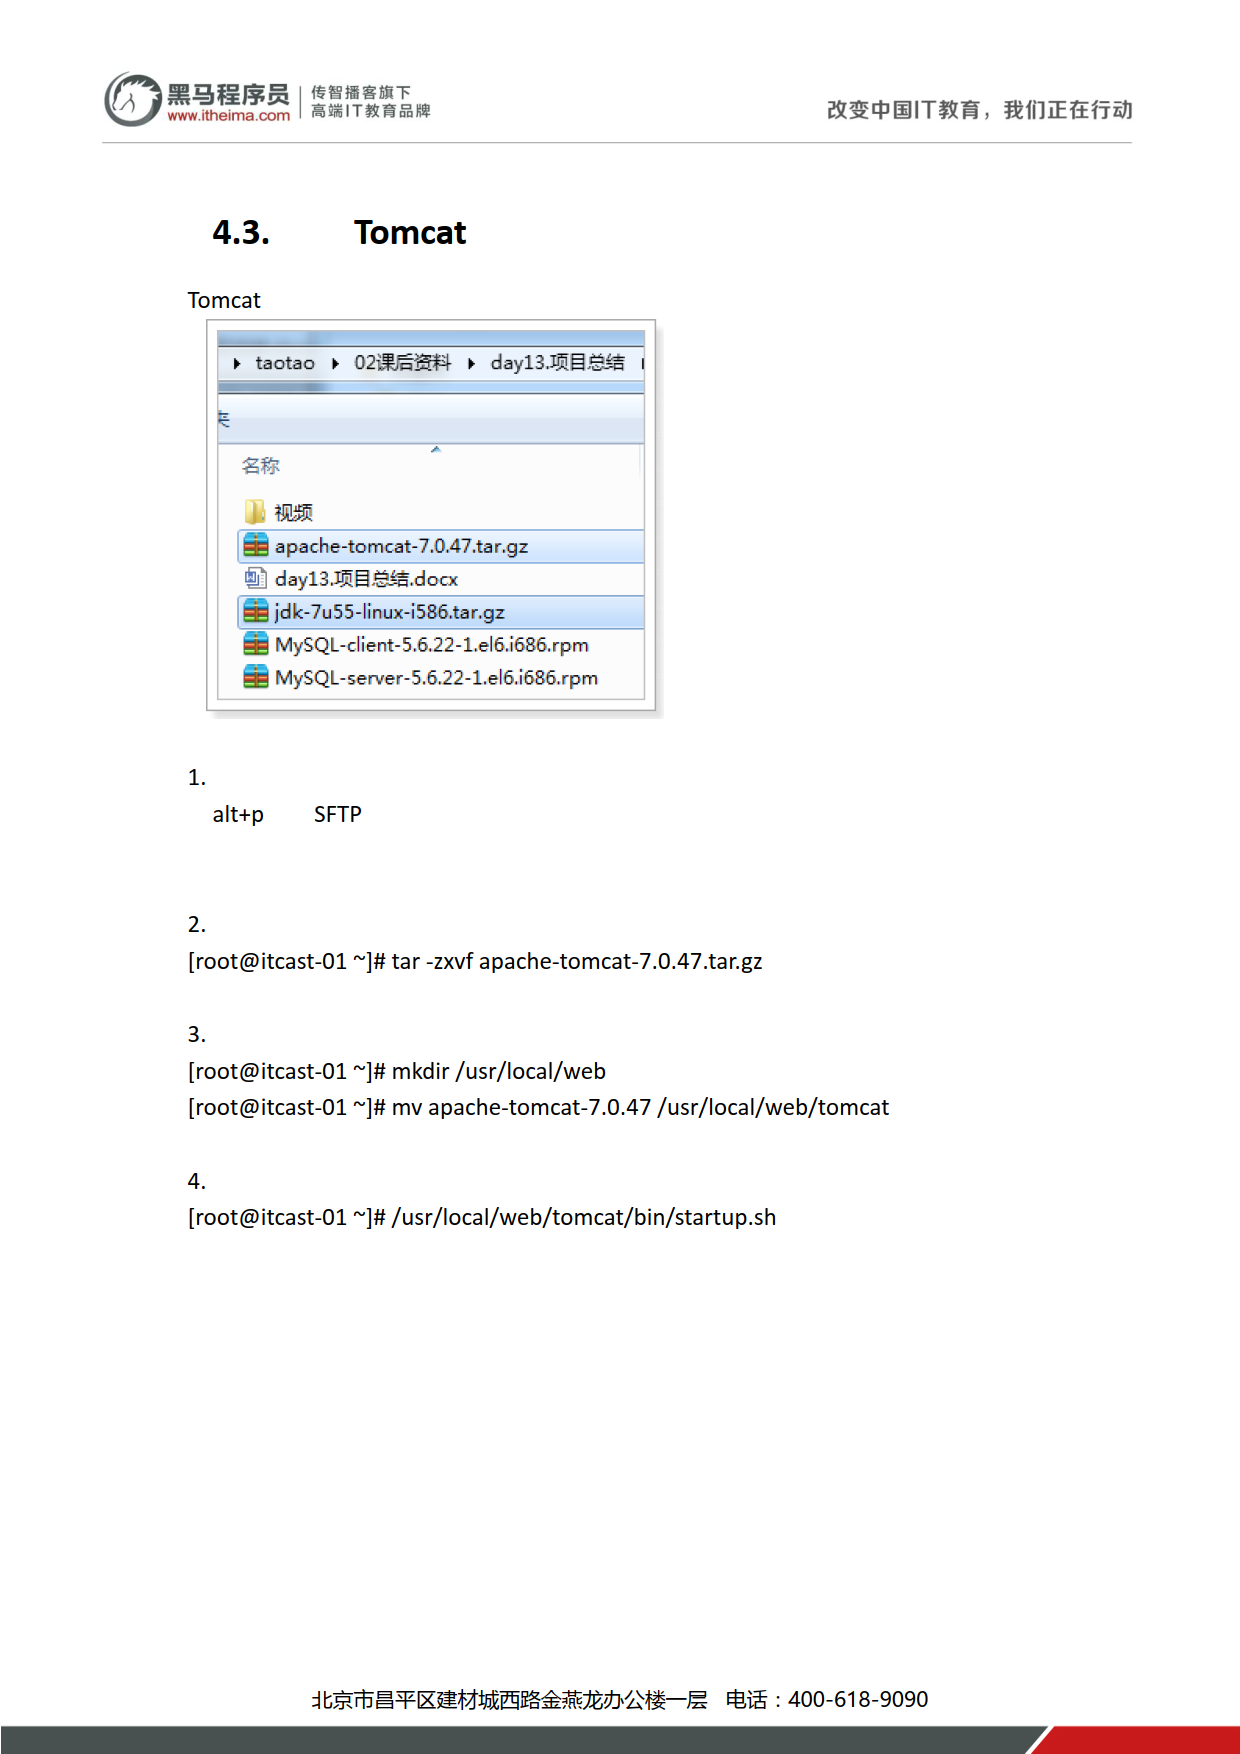 黑马程序员
www.itheima.com
传智播客旗下
高端IT教育品牌
改变中国IT教育，我们正在行动
4.3. Tomcat
Tomcat
taotao 02课后资料 day13.项目总结
名称
视频
apache-tomcat-7.0.47.tar.gz
day13.项目总结.docx
jdk-7u55-linux-i586.tar.gz
MySQL-client-5.6.22-1.el6.i686.rpm
MySQL-server-5.6.22-1.el6.i686.rpm
1.
alt+p SFTP
2.
[root@itcast-01 ~]# tar -zxvf apache-tomcat-7.0.47.tar.gz
3.
[root@itcast-01 ~]# mkdir /usr/local/web
[root@itcast-01 ~]# mv apache-tomcat-7.0.47 /usr/local/web/tomcat
4.
[root@itcast-01 ~]# /usr/local/web/tomcat/bin/startup.sh
北京市昌平区建材城西路金燕龙办公楼一层 电话：400-618-9090